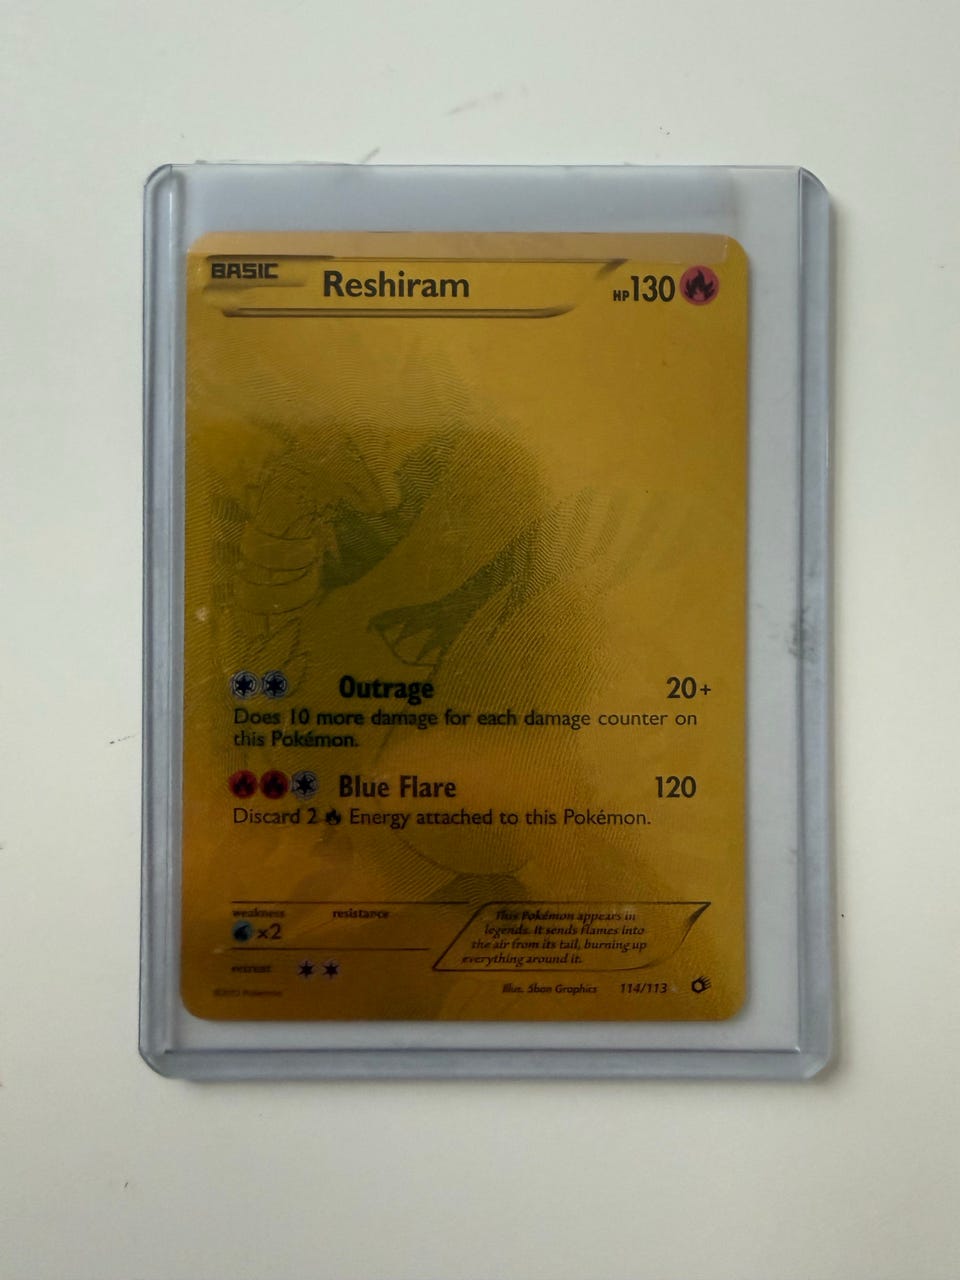 BASIC Reshiram HP130
Outrage 20+
Does 10 more damage for each damage counter on
this Pokémon.
Blue Flare 120
Discard 2 Energy attached to this Pokémon.
weakness resistance
×2
This Pokémon appears in
legends. It sends flames into
the air from its tail, burning up
everything around it.
retreat
Illus. 5ban Graphics 114/113